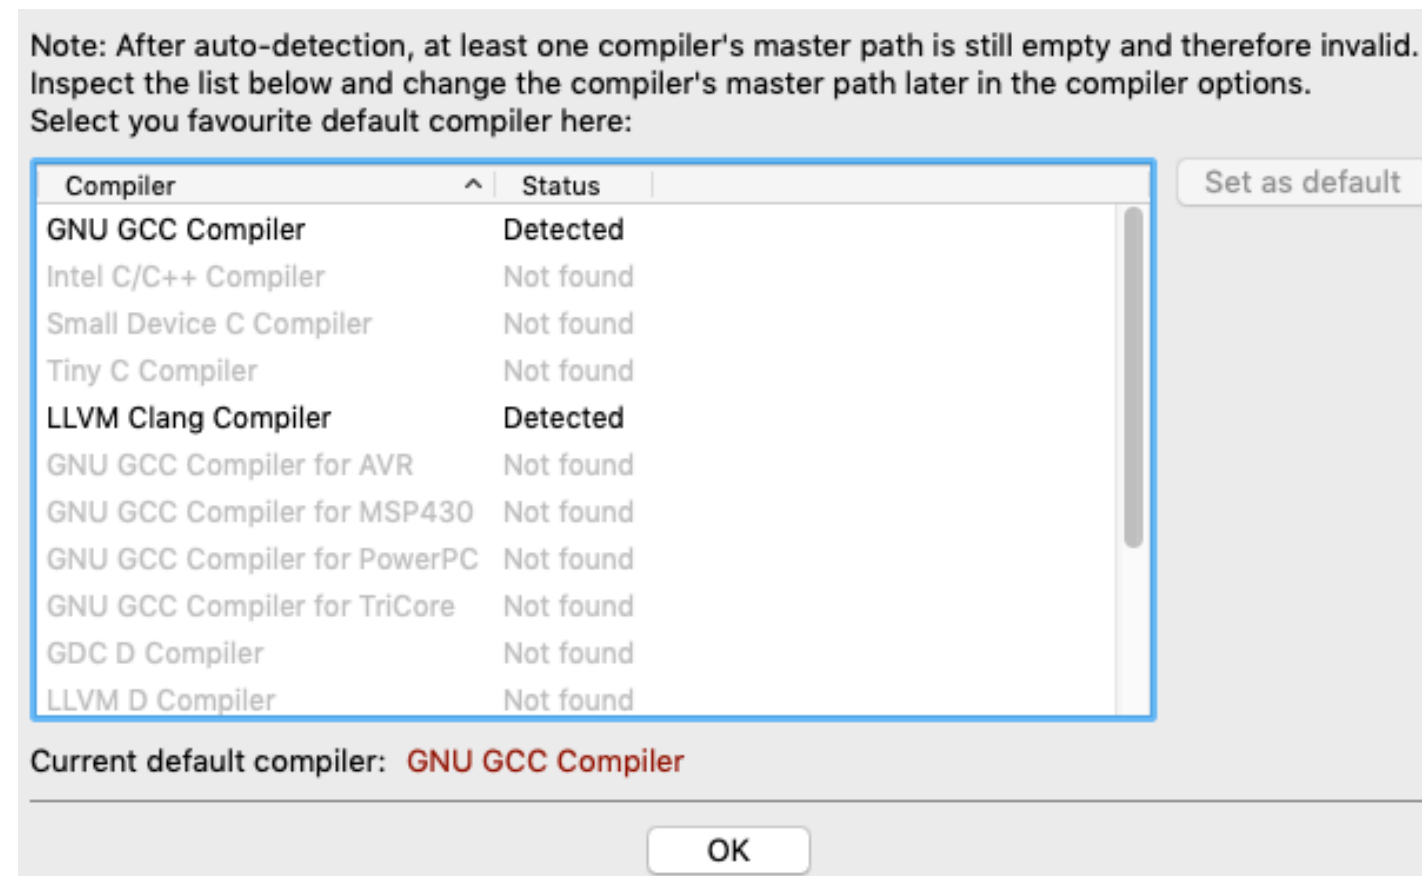 Note: After auto-detection, at least one compiler's master path is still empty and therefore invalid.
Inspect the list below and change the compiler's master path later in the compiler options.
Select you favourite default compiler here:
Compiler Status
Set as default
GNU GCC Compiler Detected
Intel C/C++ Compiler Not found
Small Device C Compiler Not found
Tiny C Compiler Not found
LLVM Clang Compiler Detected
GNU GCC Compiler for AVR Not found
GNU GCC Compiler for MSP430 Not found
GNU GCC Compiler for PowerPC Not found
GNU GCC Compiler for TriCore Not found
GDC D Compiler Not found
LLVM D Compiler Not found
Current default compiler: GNU GCC Compiler
OK